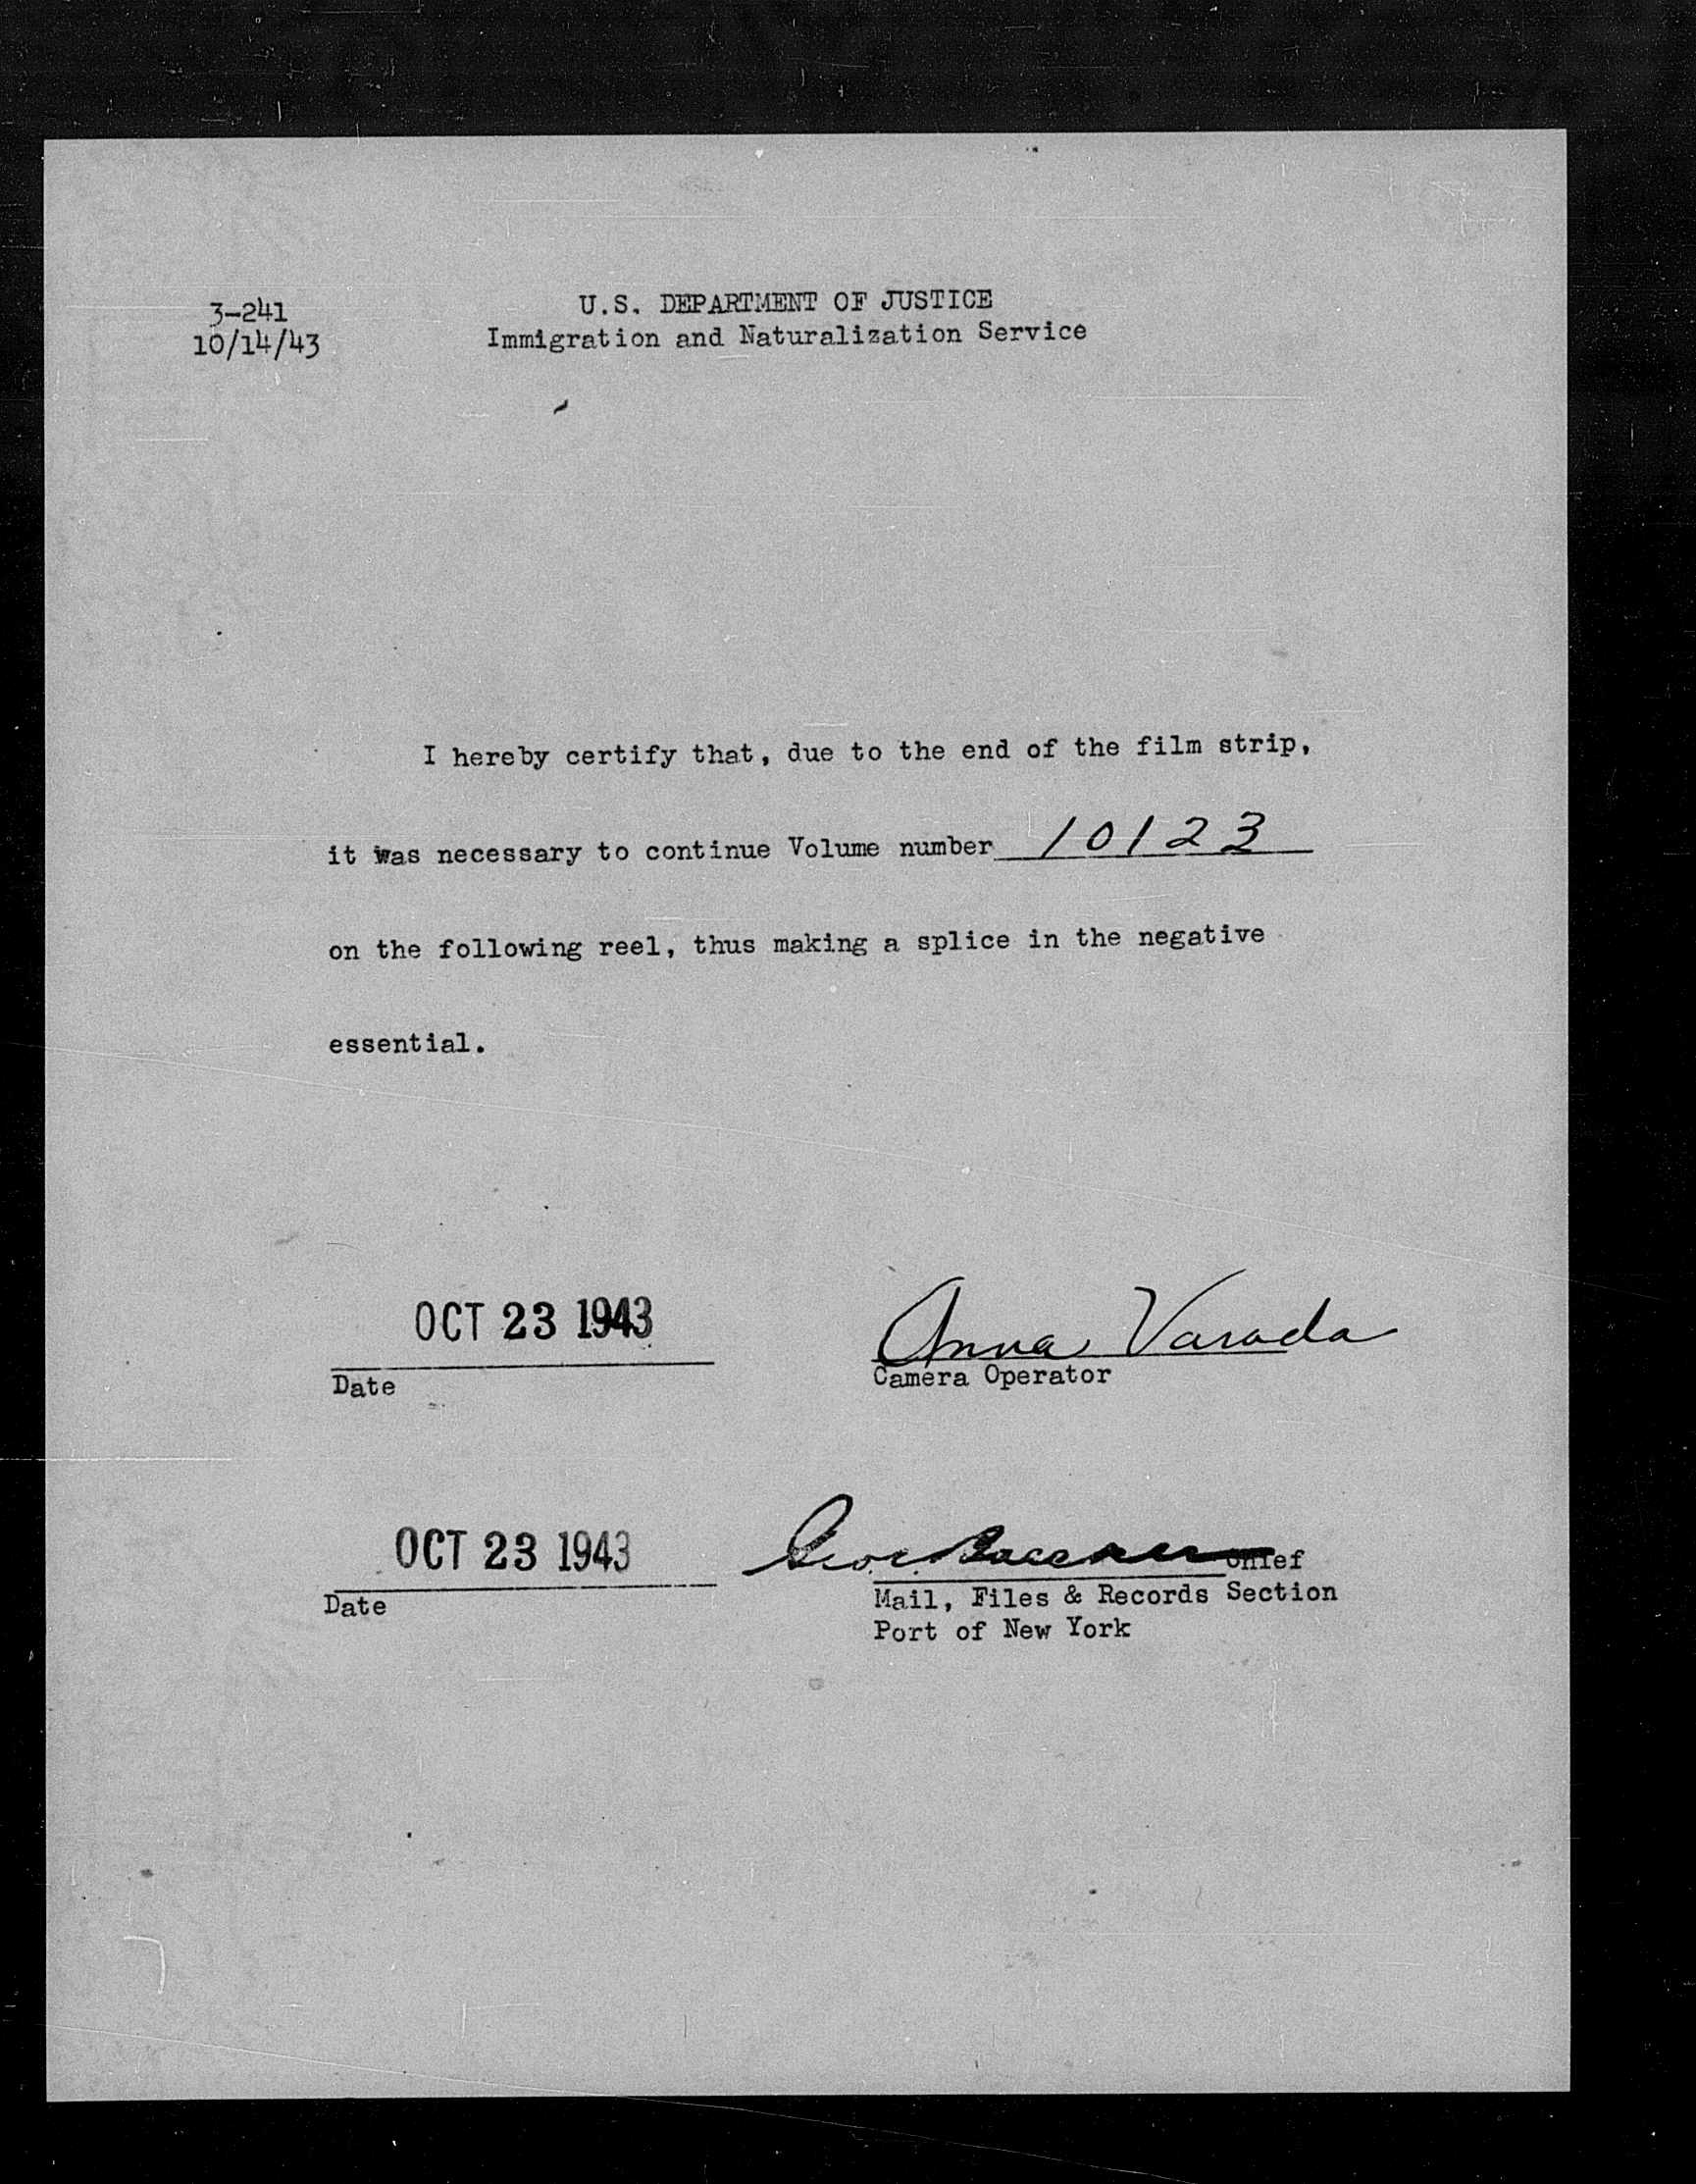 3-241
10/14/43
U.S. DEPARTMENT OF JUSTICE
Immigration and Naturalization Service
I hereby certify that, due to the end of the film strip,
it was necessary to continue Volume number 10123
on the following reel, thus making a splice in the negative
essential.
OCT 23 1943
Date
Anna Varada
Camera Operator
OCT 23 1943
Date
Chief
Mail, Files & Records Section
Port of New York